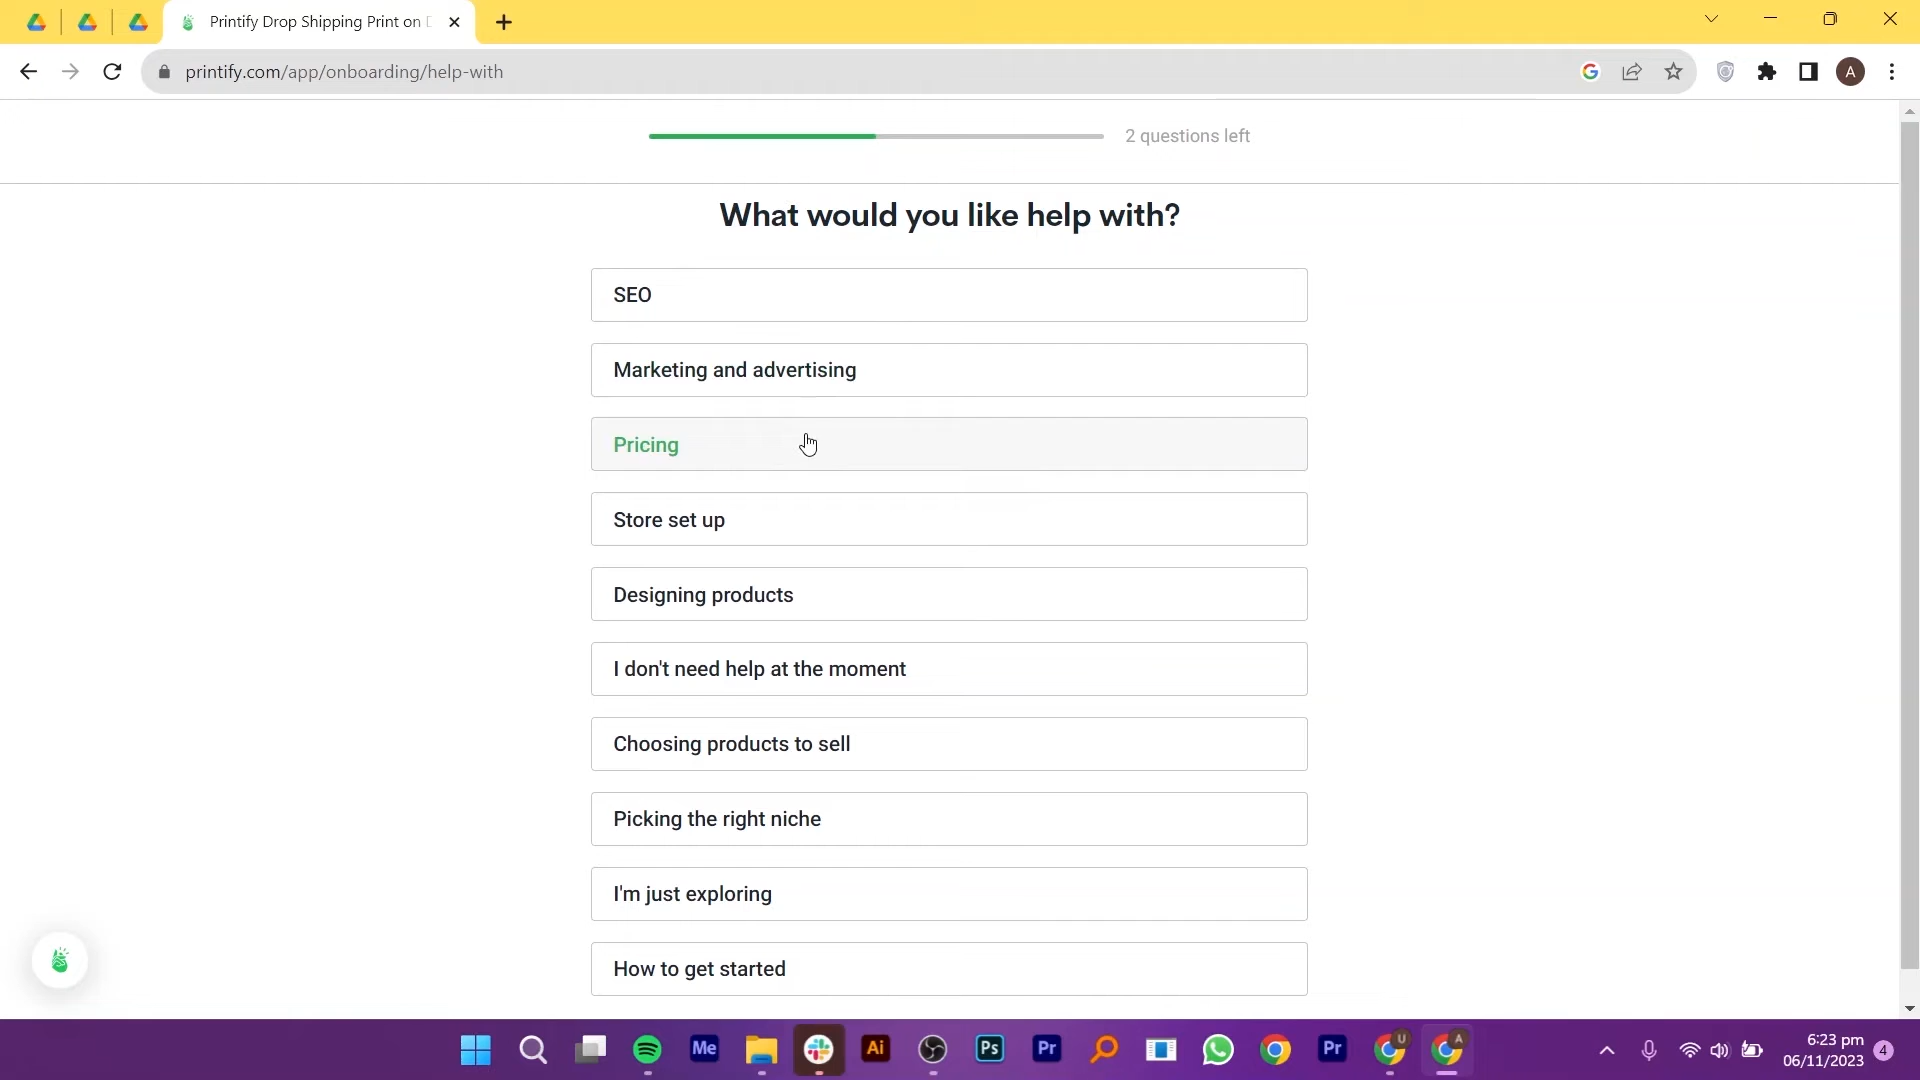 Printify Drop Shipping Print on
printify.com/app/onboarding/help-with
A
2 questions left
What would you like help with?
SEO
Marketing and advertising
Pricing
Store set up
Designing products
I don't need help at the moment
Choosing products to sell
Picking the right niche
I'm just exploring
How to get started
Me
Ai
Ps
Pr
Pr
U
A
6:23 pm
06/11/2023
4